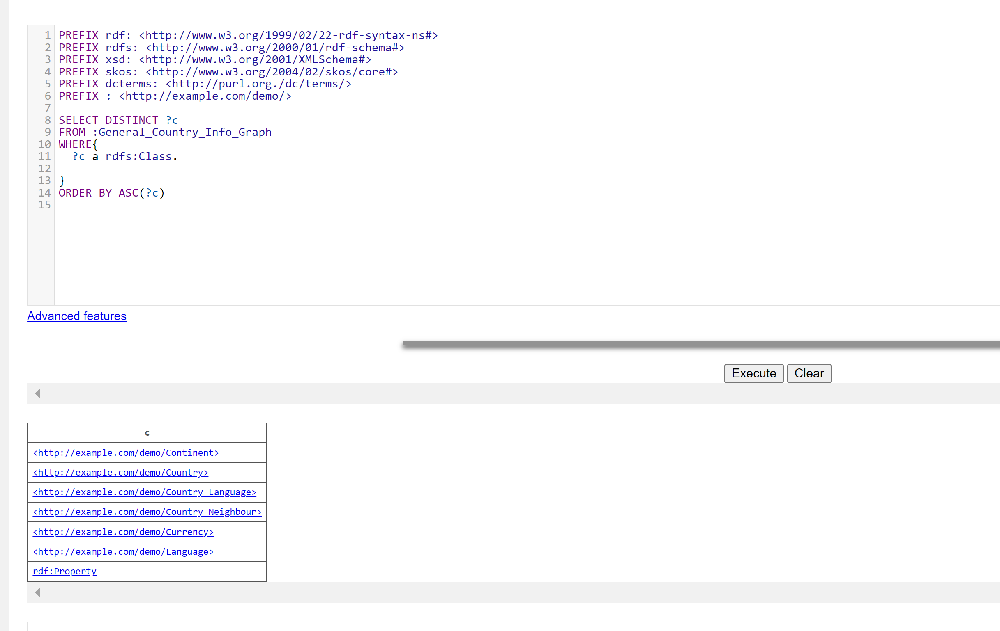 1 PREFIX rdf: <http://www.w3.org/1999/02/22-rdf-syntax-ns#>
2 PREFIX rdfs: <http://www.w3.org/2000/01/rdf-schema#>
3 PREFIX xsd: <http://www.w3.org/2001/XMLSchema#>
4 PREFIX skos: <http://www.w3.org/2004/02/skos/core#>
5 PREFIX dcterms: <http://purl.org./dc/terms/>
6 PREFIX : <http://example.com/demo/>
7
8 SELECT DISTINCT ?c
9 FROM :General_Country_Info_Graph
10 WHERE{
11 ?c a rdfs:Class.
12
13 }
14 ORDER BY ASC(?c)
15
Advanced features
Execute Clear
c
<http://example.com/demo/Continent>
<http://example.com/demo/Country>
<http://example.com/demo/Country_Language>
<http://example.com/demo/Country_Neighbour>
<http://example.com/demo/Currency>
<http://example.com/demo/Language>
rdf:Property